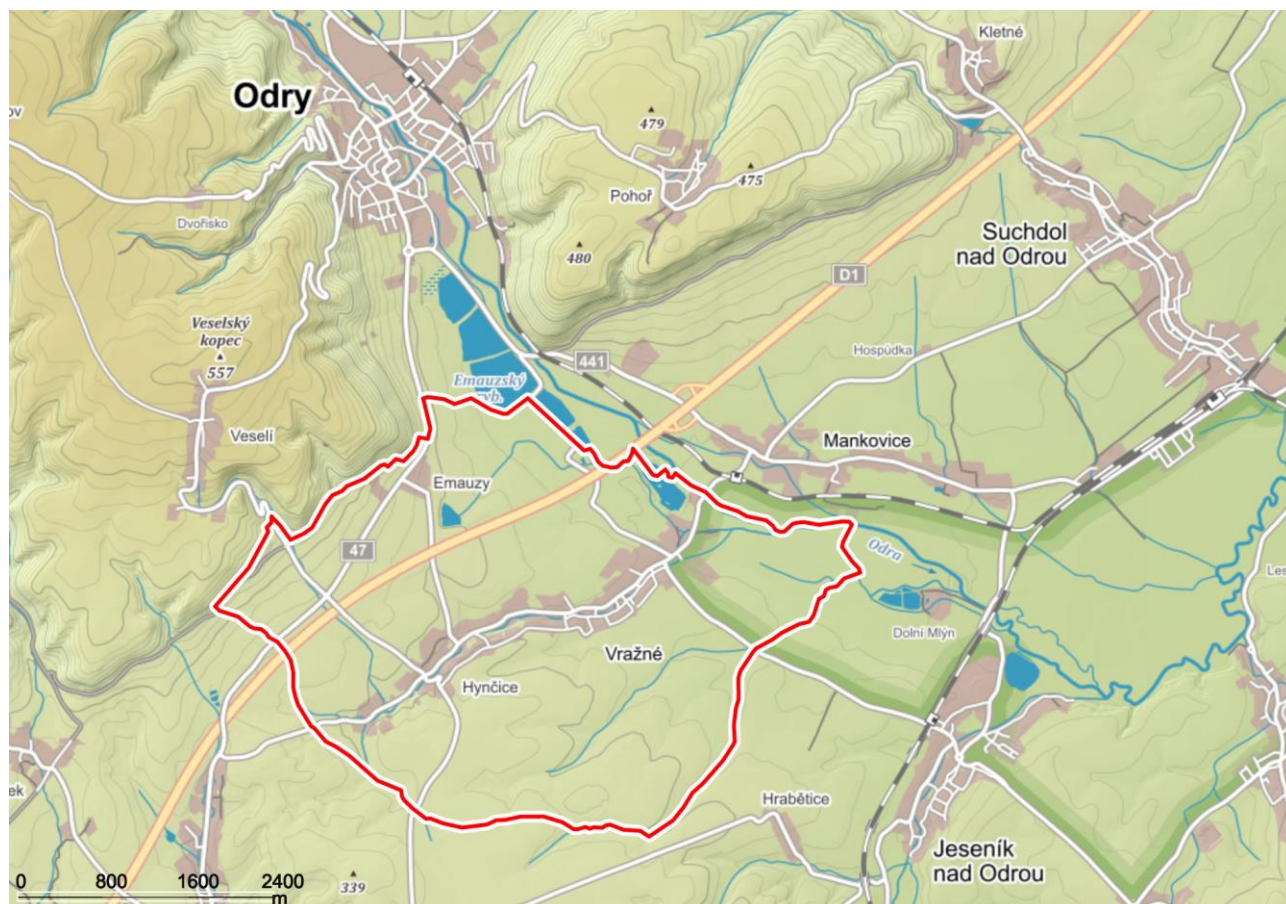 Kletné
Odry
479
475
Pohoř
Dvořisko
Suchdol
nad Odrou
480
D1
Veselský
kopec
557
441
Hospůdka
Emauzský
ryb.
Veselí
Mankovice
Emauzy
47
Odra
Dolní Mlýn
Vražné
Hynčice
Hrabětice
Jeseník
nad Odrou
339
0 800 1600 2400
m